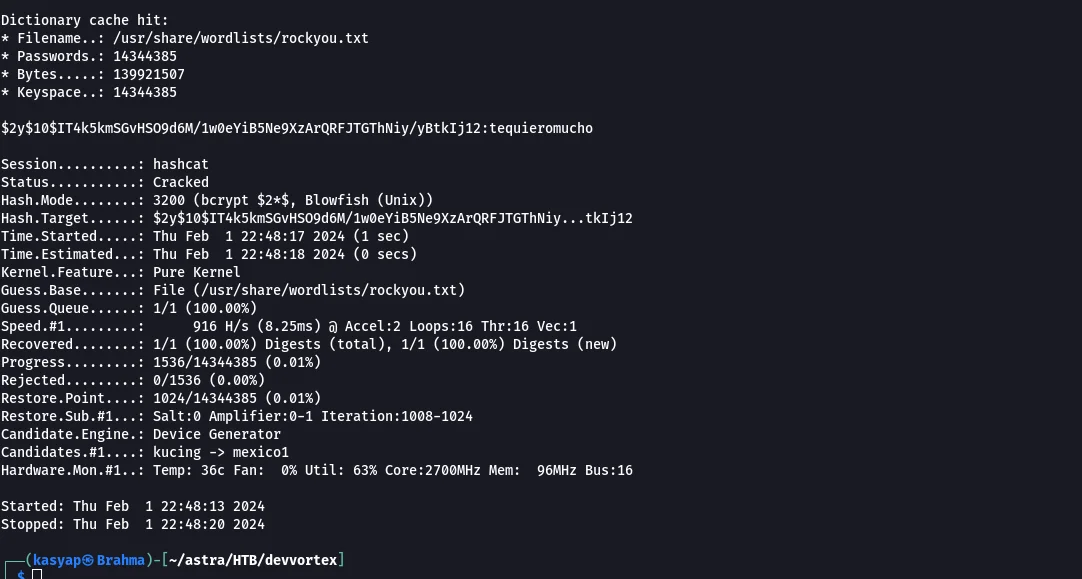 Dictionary cache hit:
* Filename..: /usr/share/wordlists/rockyou.txt
* Passwords.: 14344385
* Bytes.....: 139921507
* Keyspace..: 14344385
$2y$10$IT4k5kmSGvHSO9d6M/1w0eYiB5Ne9XzArQRFJTGThNiy/yBtkIj12:tequieromucho
Session..........: hashcat
Status...........: Cracked
Hash.Mode........: 3200 (bcrypt $2*$, Blowfish (Unix))
Hash.Target......: $2y$10$IT4k5kmSGvHSO9d6M/1w0eYiB5Ne9XzArQRFJTGThNiy...tkIj12
Time.Started.....: Thu Feb  1 22:48:17 2024 (1 sec)
Time.Estimated...: Thu Feb  1 22:48:18 2024 (0 secs)
Kernel.Feature...: Pure Kernel
Guess.Base.......: File (/usr/share/wordlists/rockyou.txt)
Guess.Queue......: 1/1 (100.00%)
Speed.#1.........:      916 H/s (8.25ms) @ Accel:2 Loops:16 Thr:16 Vec:1
Recovered........: 1/1 (100.00%) Digests (total), 1/1 (100.00%) Digests (new)
Progress.........: 1536/14344385 (0.01%)
Rejected.........: 0/1536 (0.00%)
Restore.Point....: 1024/14344385 (0.01%)
Restore.Sub.#1...: Salt:0 Amplifier:0-1 Iteration:1008-1024
Candidate.Engine.: Device Generator
Candidates.#1....: kucing -> mexico1
Hardware.Mon.#1..: Temp: 36c Fan:  0% Util: 63% Core:2700MHz Mem:  96MHz Bus:16
Started: Thu Feb  1 22:48:13 2024
Stopped: Thu Feb  1 22:48:20 2024
┌──(kasyap㉿Brahma)-[~/astra/HTB/devvortex]
└─$